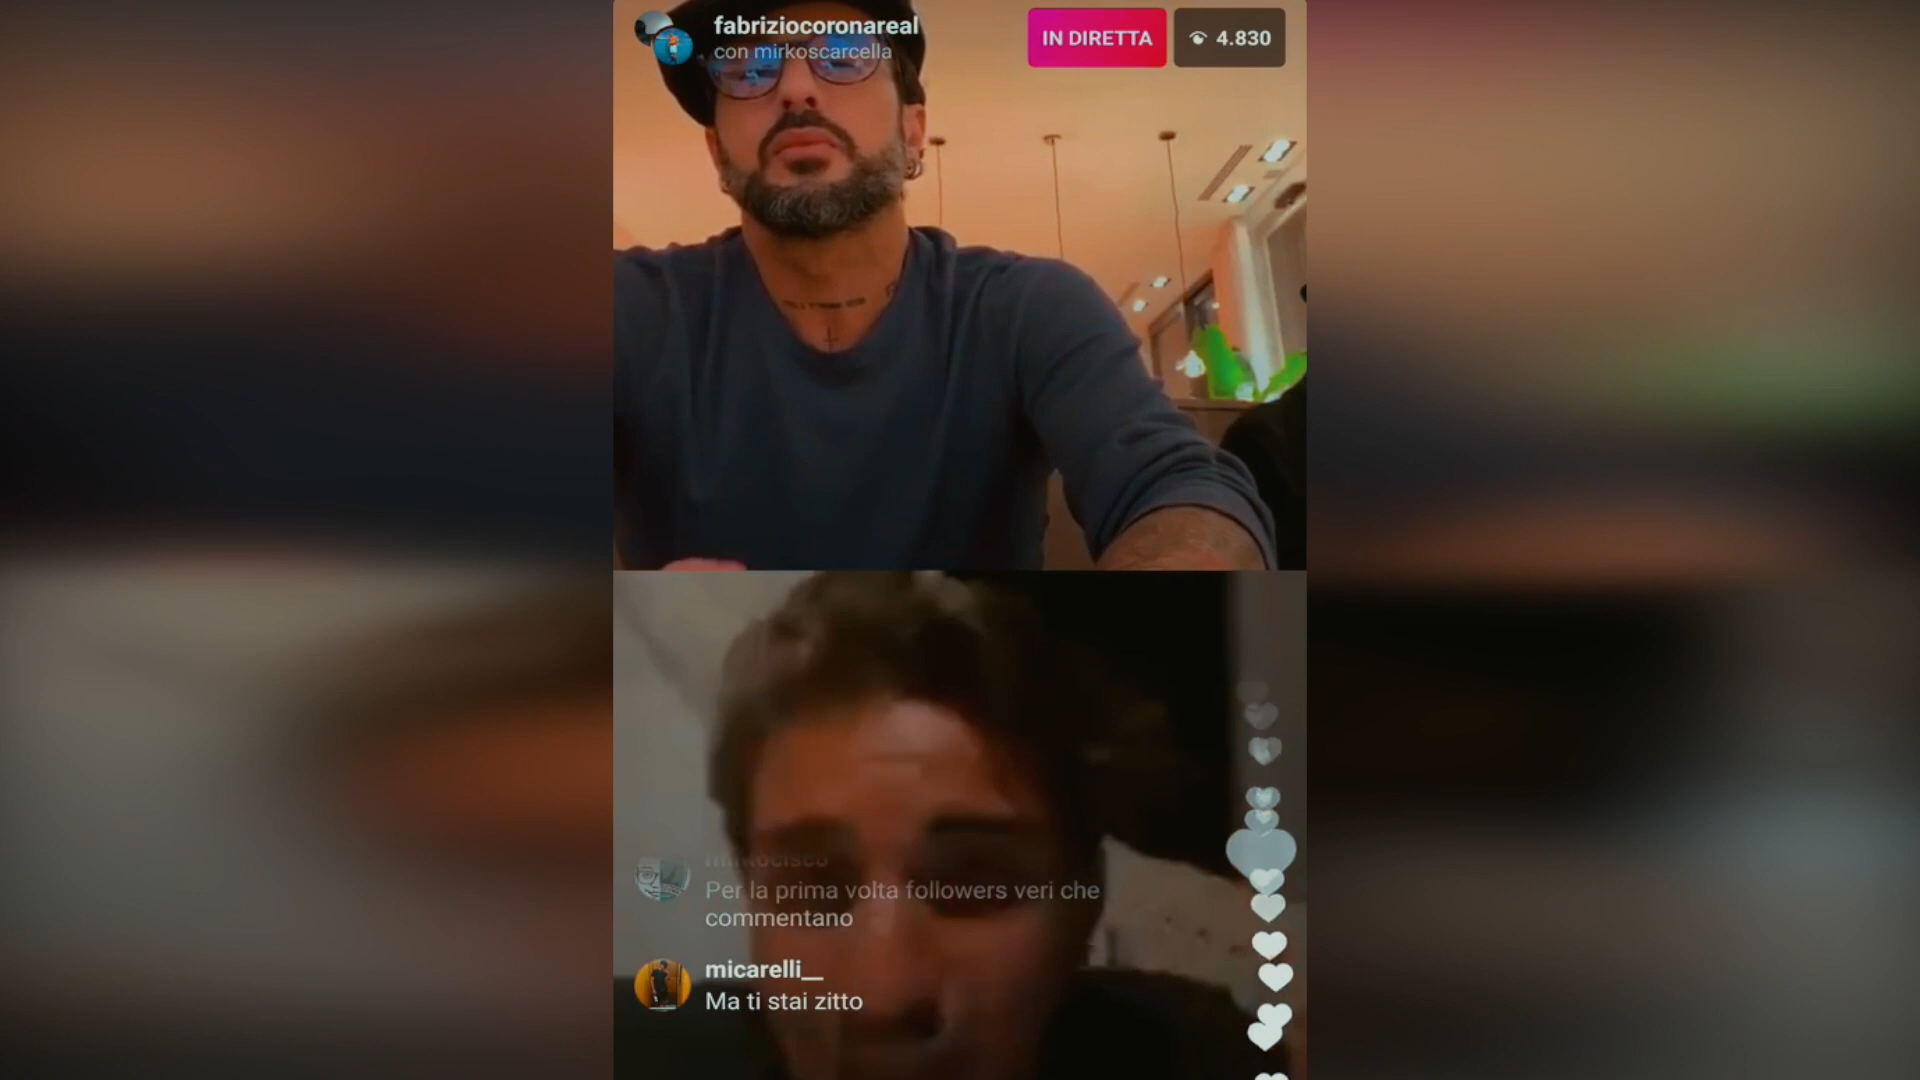 fabriziocoronareal
con mirkoscarcella
IN DIRETTA
4.830
Per la prima volta followers veri che
commentano
micarelli__
Ma ti stai zitto